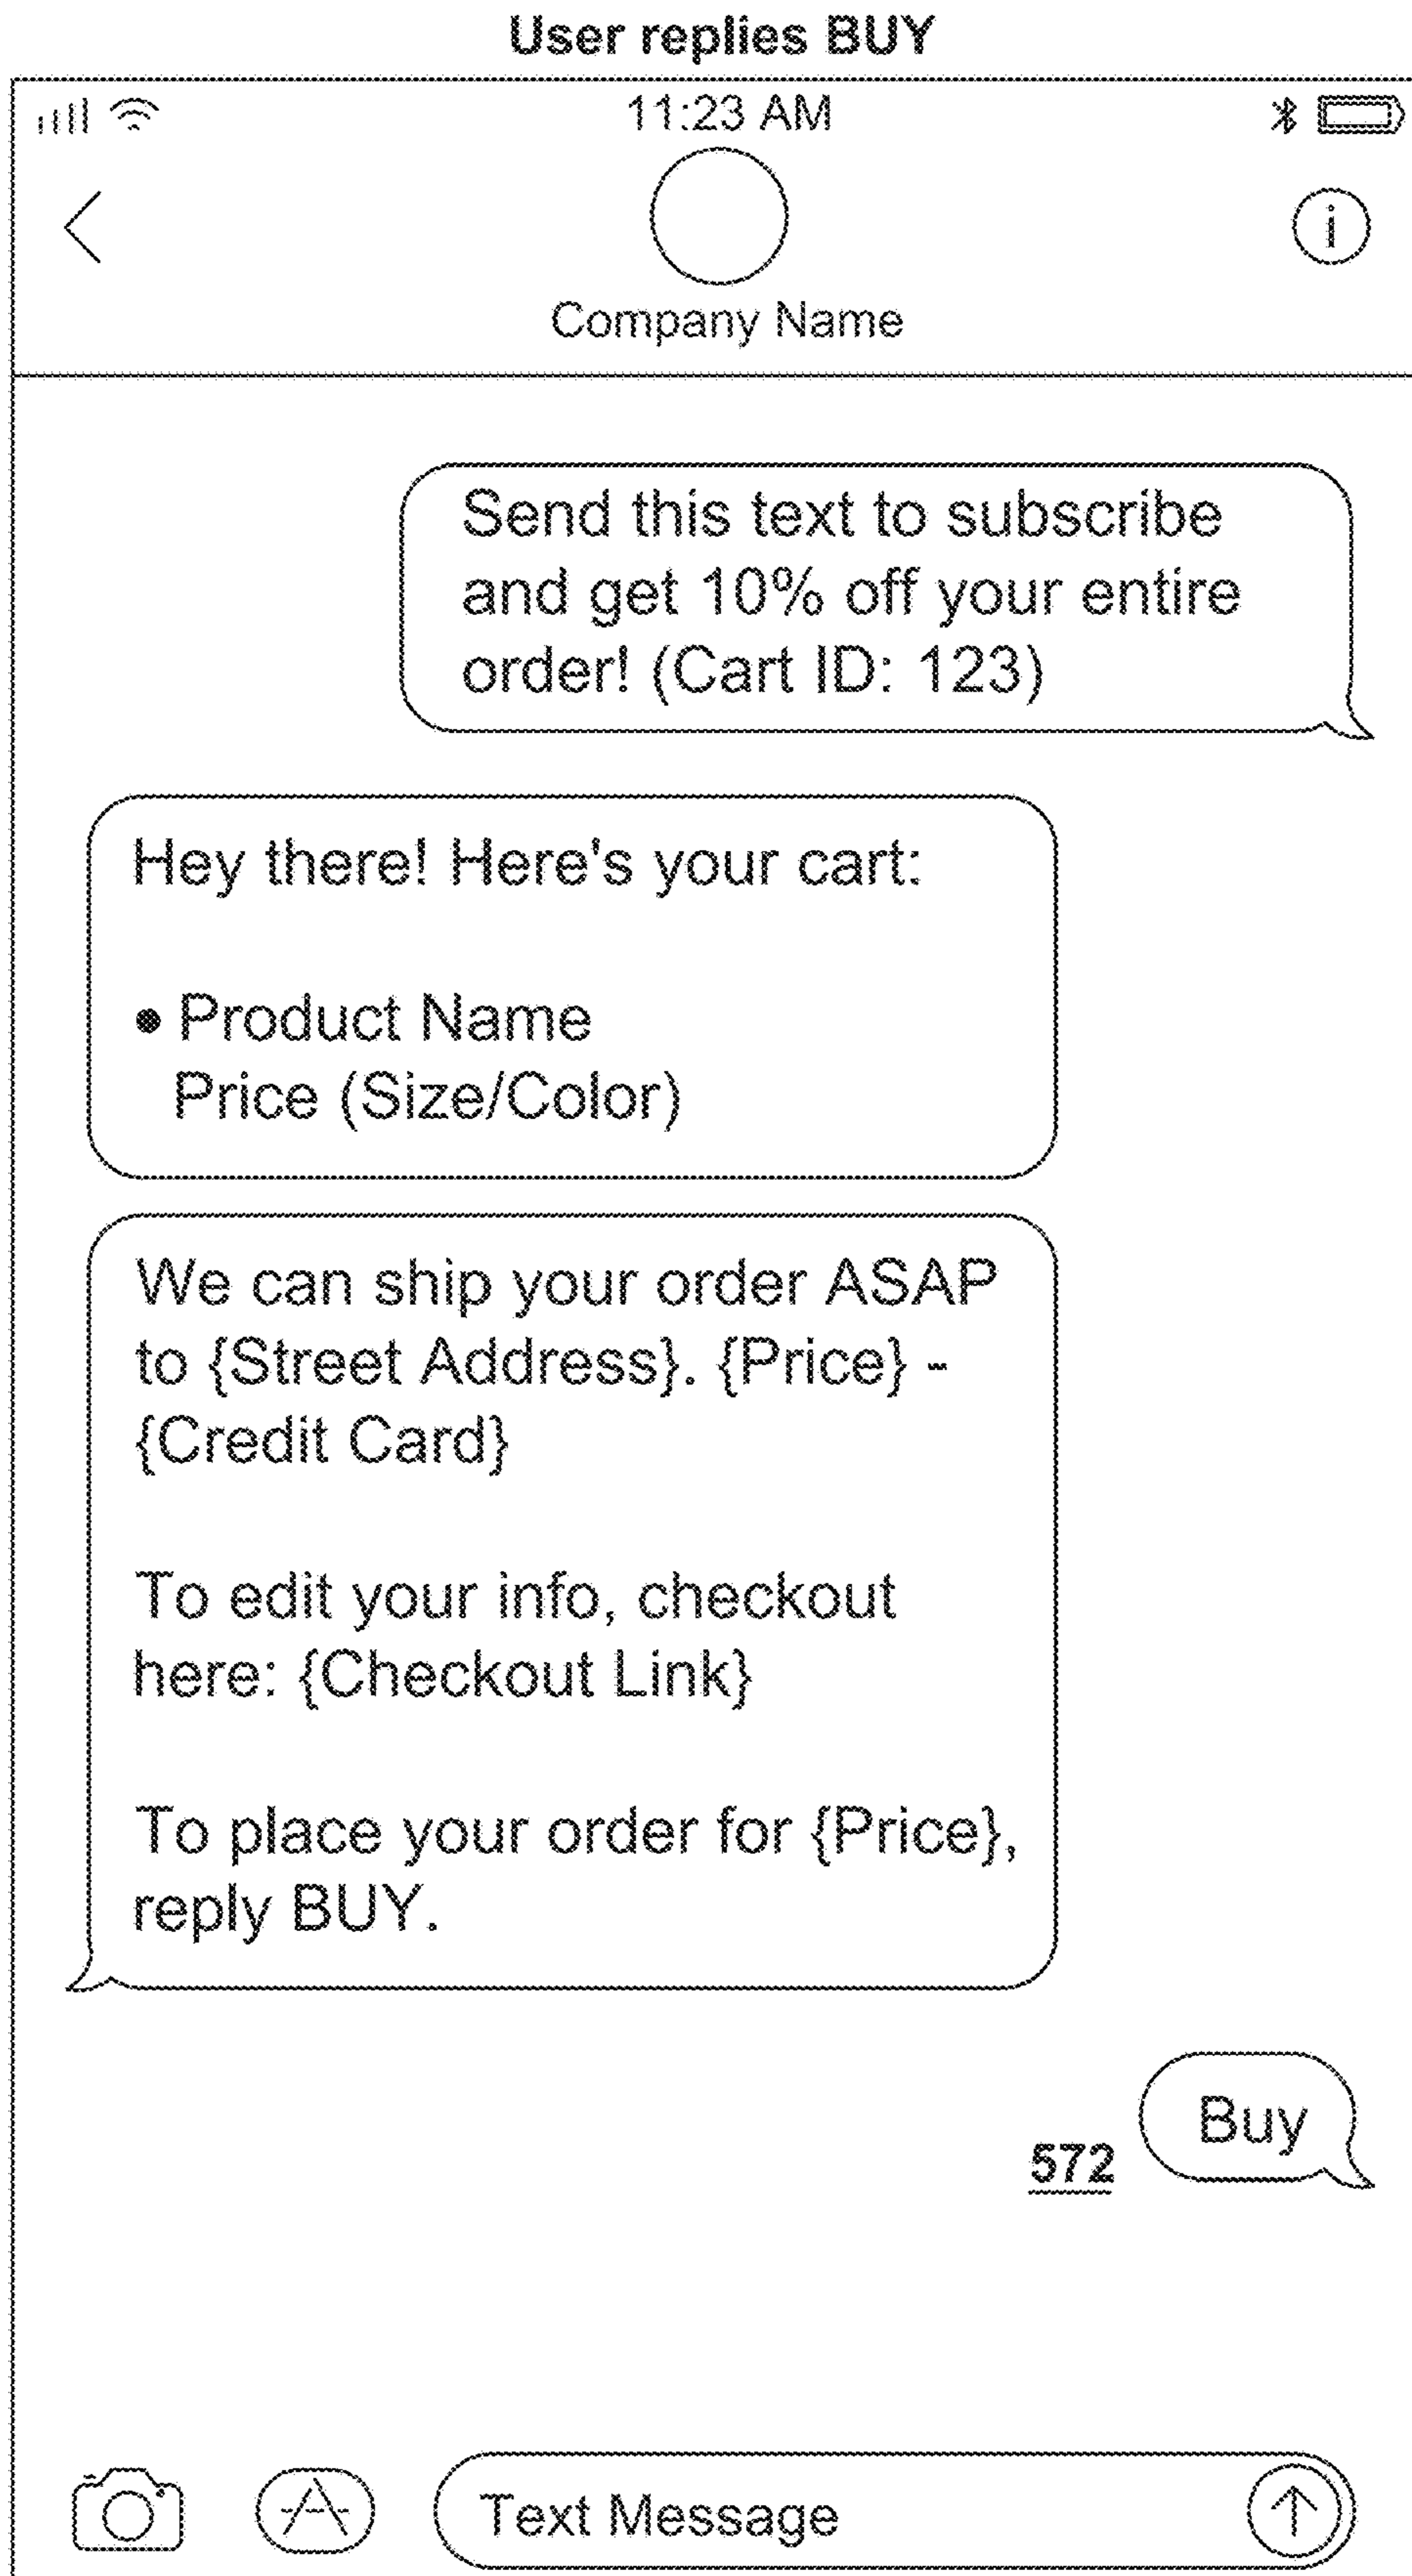 User replies BUY
11:23 AM
i
Company Name
Send this text to subscribe
and get 10% off your entire
order! (Cart ID: 123)
Hey there! Here's your cart:
• Product Name
Price (Size/Color)
We can ship your order ASAP
to {Street Address}. {Price} -
{Credit Card}
To edit your info, checkout
here: {Checkout Link}
To place your order for {Price},
reply BUY.
Buy
572
Text Message